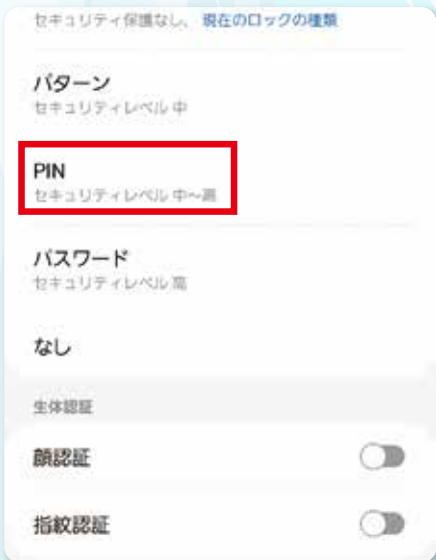 セキュリティ保護なし、現在のロックの種類
パターン
セキュリティレベル 中
PIN
セキュリティレベル 中～高
パスワード
セキュリティレベル 高
なし
生体認証
顔認証
指紋認証